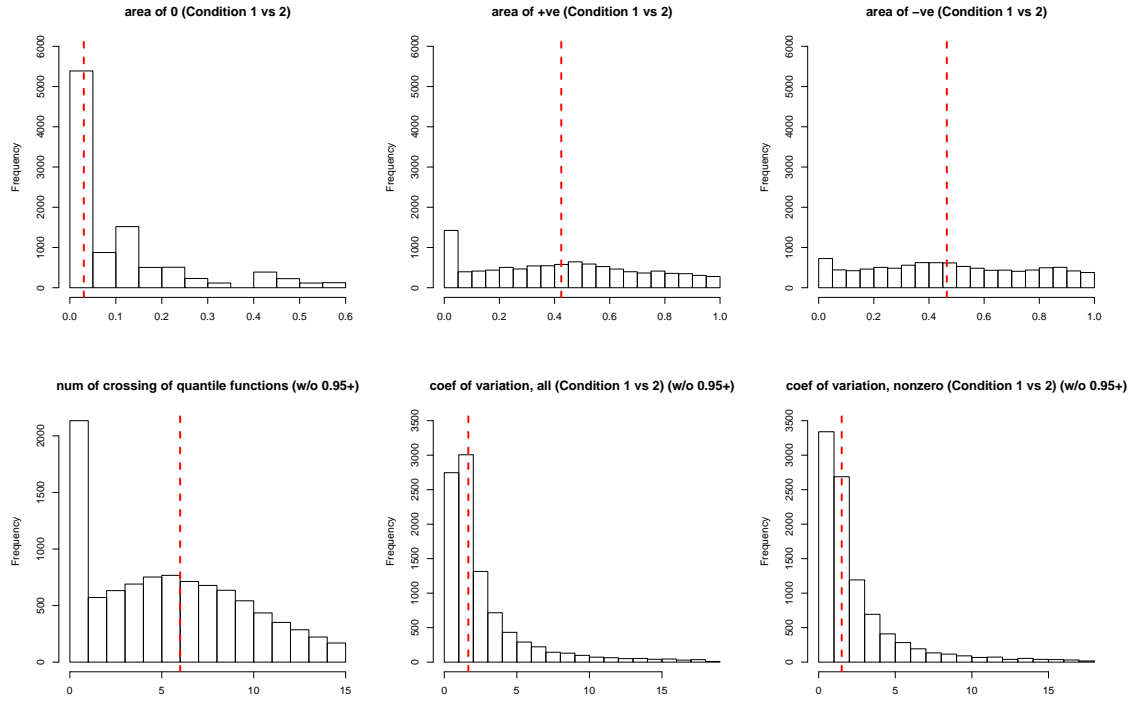 area of 0 (Condition 1 vs 2)
Frequency
6000
5000
4000
3000
2000
1000
0
0.0 0.1 0.2 0.3 0.4 0.5 0.6
area of +ve (Condition 1 vs 2)
Frequency
6000
5000
4000
3000
2000
1000
0
0.0 0.2 0.4 0.6 0.8 1.0
area of −ve (Condition 1 vs 2)
Frequency
6000
5000
4000
3000
2000
1000
0
0.0 0.2 0.4 0.6 0.8 1.0
num of crossing of quantile functions (w/o 0.95+)
Frequency
2000
1500
1000
500
0
0 5 10 15
coef of variation, all (Condition 1 vs 2) (w/o 0.95+)
Frequency
3500
3000
2500
2000
1500
1000
500
0
0 5 10 15
coef of variation, nonzero (Condition 1 vs 2) (w/o 0.95+)
Frequency
3500
3000
2500
2000
1500
1000
500
0
0 5 10 15